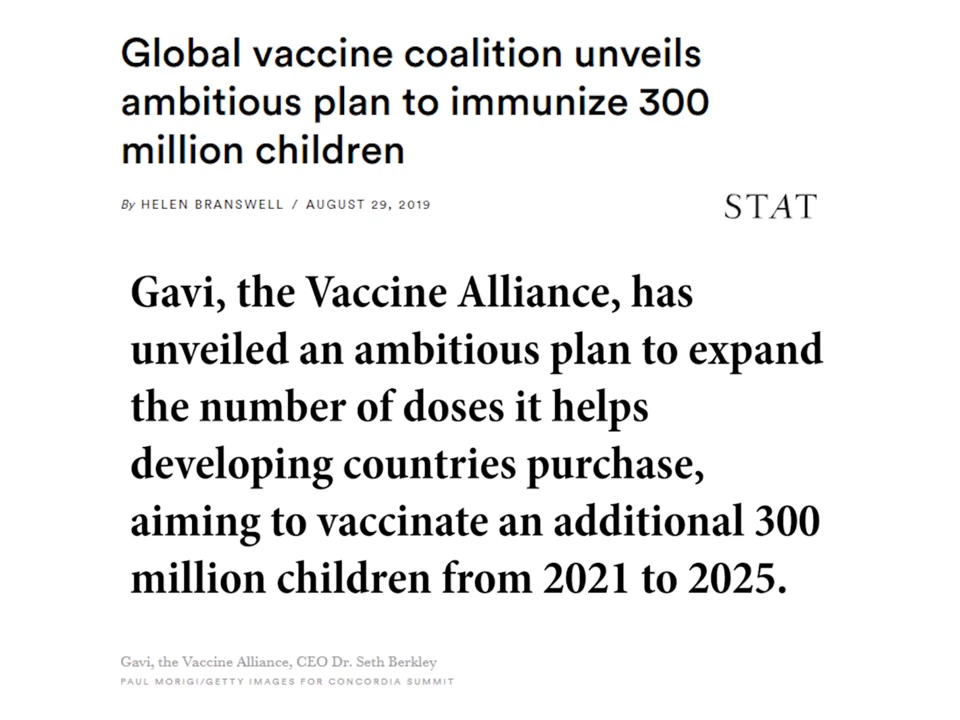 Global vaccine coalition unveils
ambitious plan to immunize 300
million children
By HELEN BRANSWELL / AUGUST 29, 2019
STAT
Gavi, the Vaccine Alliance, has
unveiled an ambitious plan to expand
the number of doses it helps
developing countries purchase,
aiming to vaccinate an additional 300
million children from 2021 to 2025.
Gavi, the Vaccine Alliance, CEO Dr. Seth Berkley
PAUL MORIGI/GETTY IMAGES FOR CONCORDIA SUMMIT